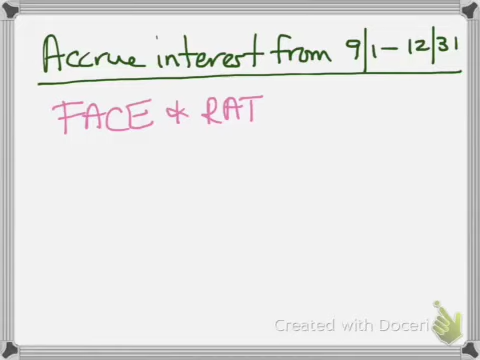 Accrue interest from 9/1 - 12/31
FACE * RAT
Created with Doceri